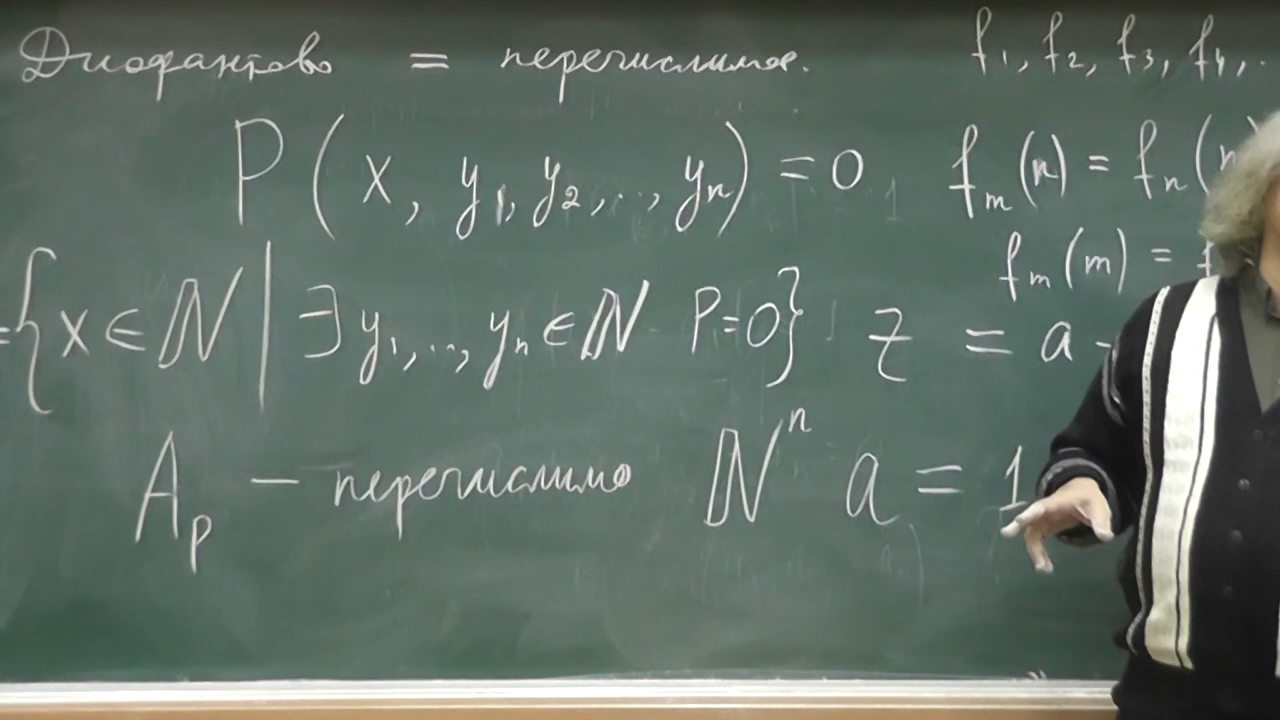 Диофантово = перечислимое. f₁, f₂, f₃, f₄, .
P(x, y₁, y₂, .., yₙ) = 0 fₘ(n) = fₙ(n)
fₘ(m) =
={x∈ℕ | ∃y₁, .., yₙ∈ℕ P=0} z = a -
Aₚ — перечислимо ℕⁿ a = 1